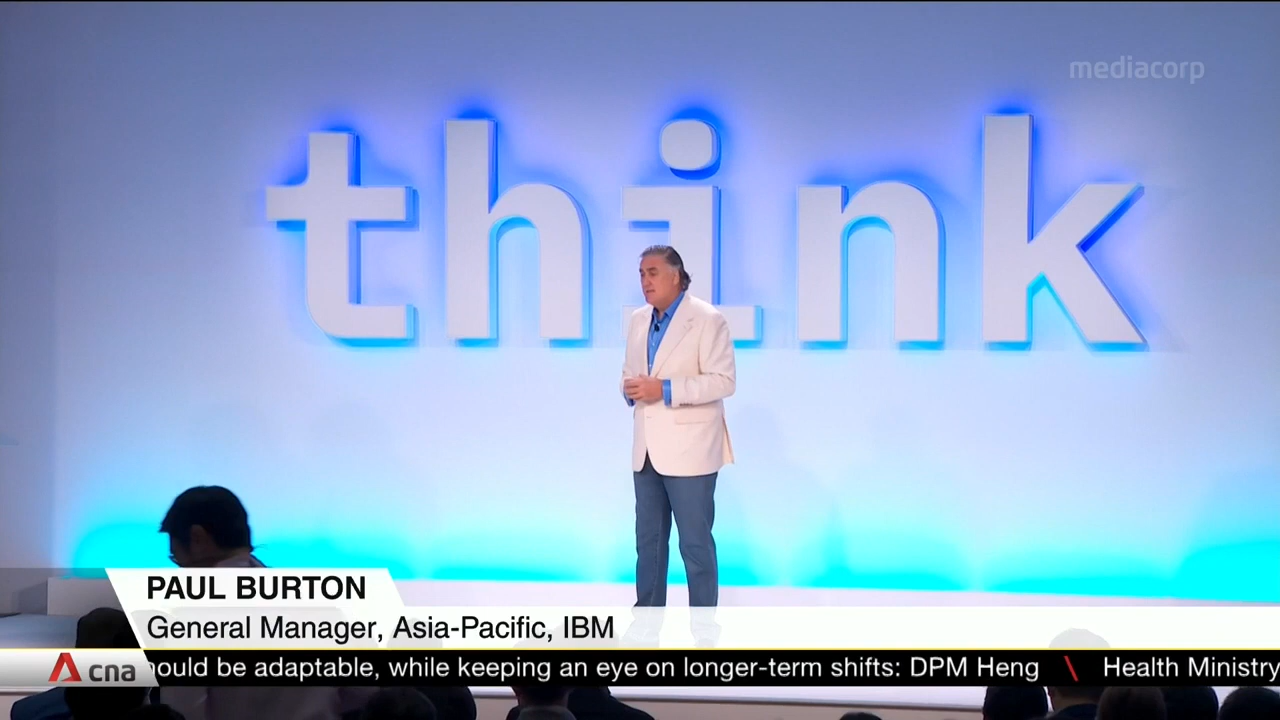 mediacorp
think
PAUL BURTON
General Manager, Asia-Pacific, IBM
cna
ould be adaptable, while keeping an eye on longer-term shifts: DPM Heng \ Health Ministry